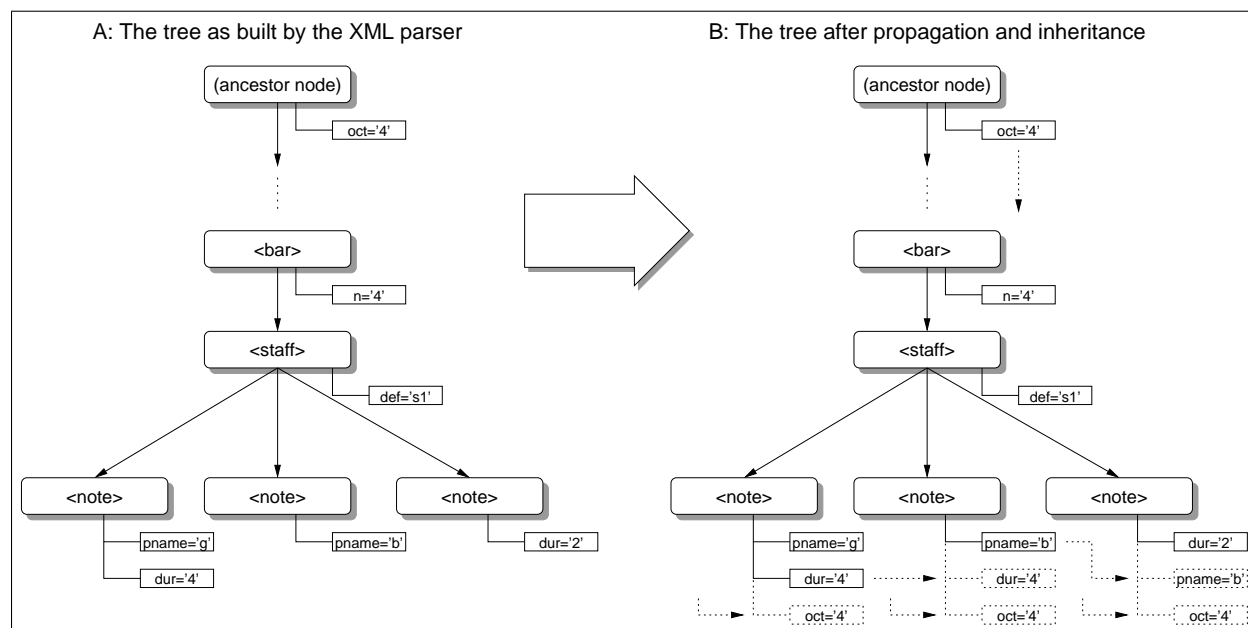 A: The tree as built by the XML parser
(ancestor node)
oct='4'
<bar>
n='4'
<staff>
def='s1'
<note>
<note>
<note>
pname='g'
pname='b'
dur='2'
dur='4'
B: The tree after propagation and inheritance
(ancestor node)
oct='4'
<bar>
n='4'
<staff>
def='s1'
<note>
<note>
<note>
pname='g'
pname='b'
dur='2'
dur='4'
dur='4'
pname='b'
oct='4'
oct='4'
oct='4'